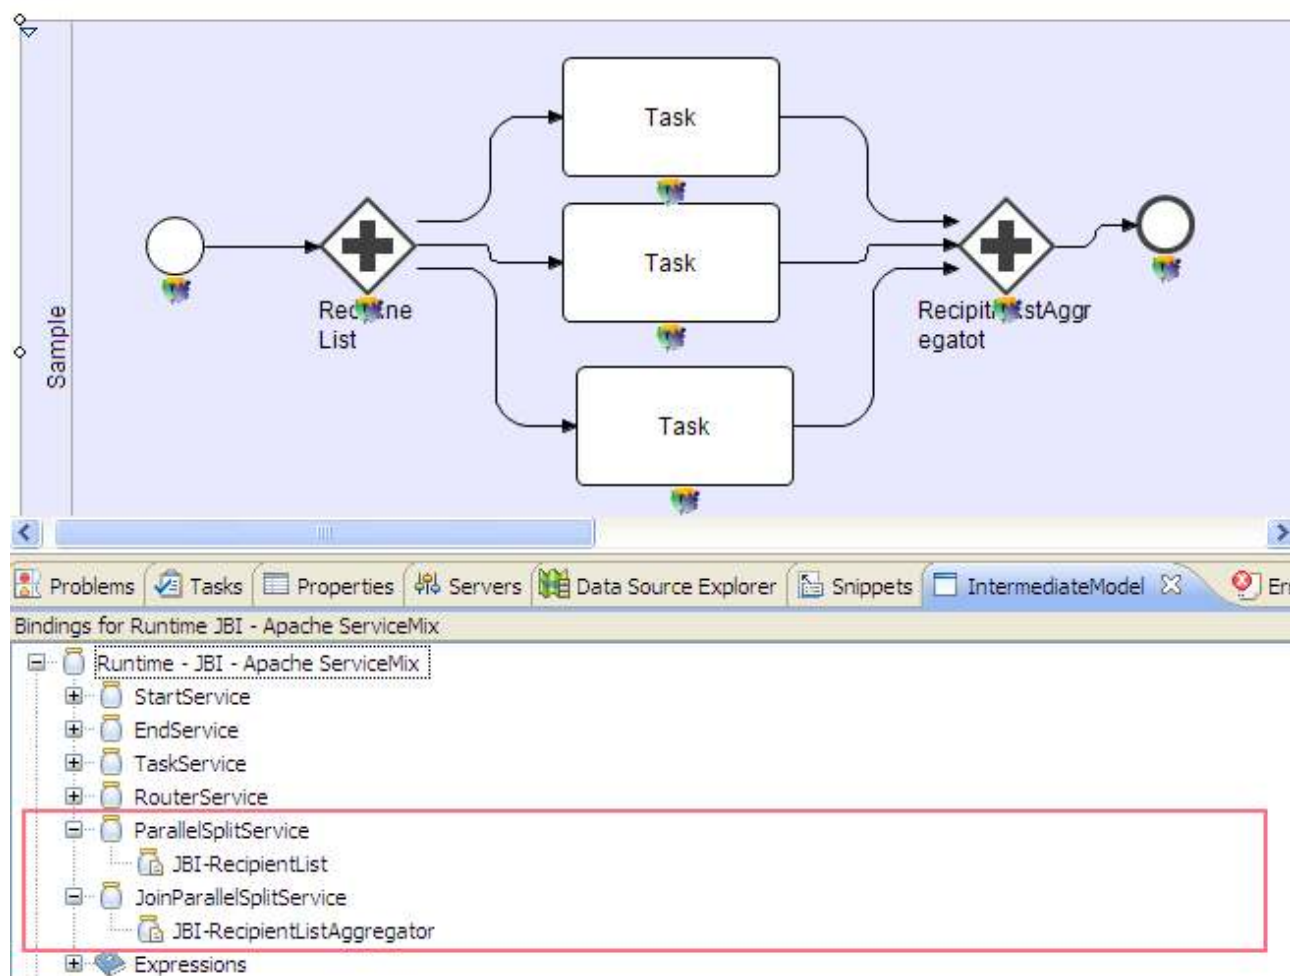 Task
Task
Task
List
egatot
Sample
Problems Tasks Properties Servers Data Source Explorer Snippets IntermediateModel
Bindings for Runtime JBI - Apache ServiceMix
Runtime - JBI - Apache ServiceMix
StartService
EndService
TaskService
RouterService
ParallelSplitService
JBI-RecipientList
JoinParallelSplitService
JBI-RecipientListAggregator
Expressions